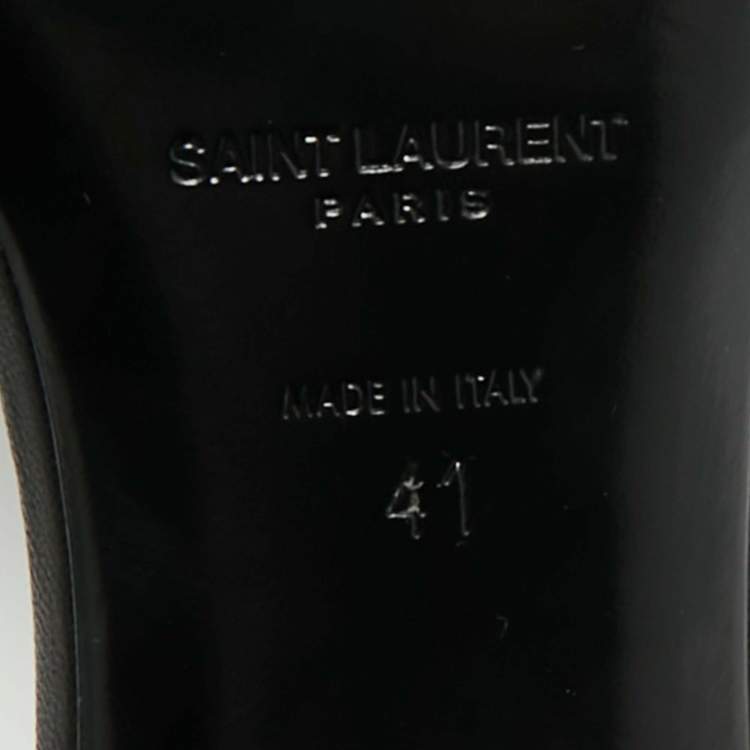 SAINT LAURENT
PARIS
MADE IN ITALY
41